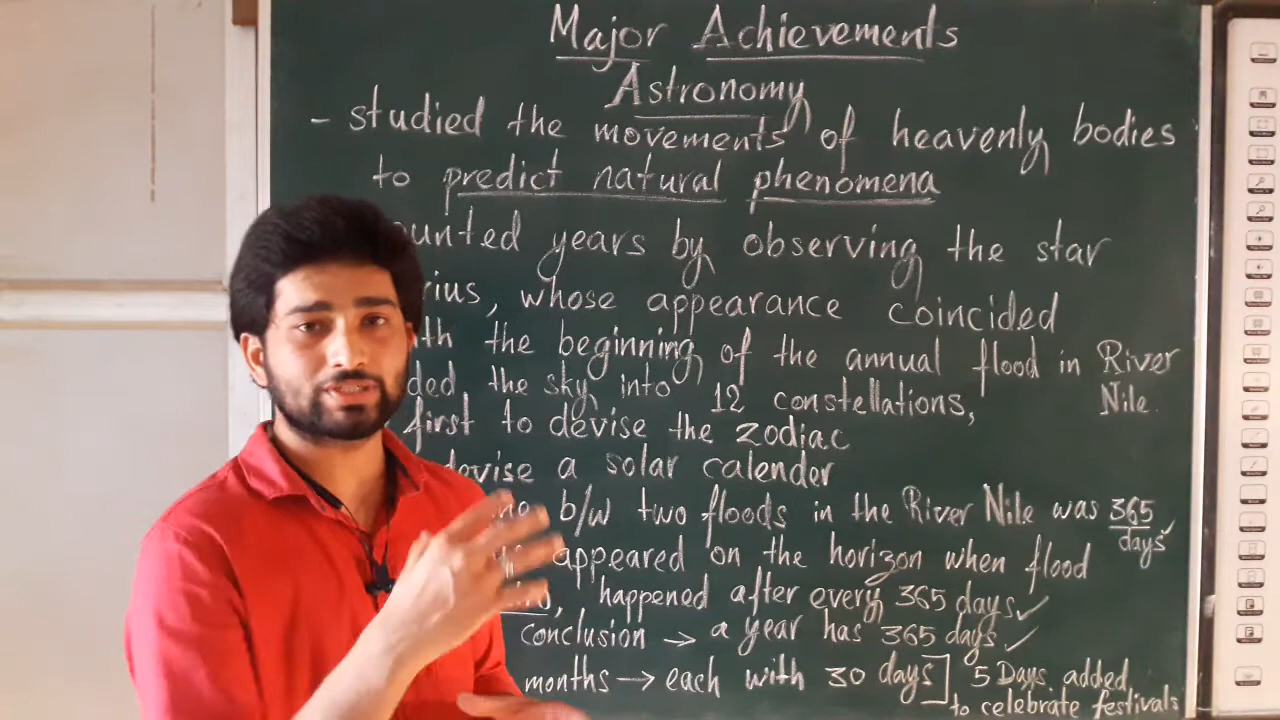 Major Achievements
Astronomy
- studied the movements of heavenly bodies
to predict natural phenomena
unted years by observing the star
rius, whose appearance coincided
th the beginning of the annual flood in River
Nile.
ded the sky into 12 constellations,
first to devise the zodiac
devise a solar calender
b/w two floods in the River Nile was 365
days ✓
appeared on the horizon when flood
, happened after every 365 days. ✓
conclusion → a year has 365 days. ✓
months → each with 30 days] 5 Days added
to celebrate festivals